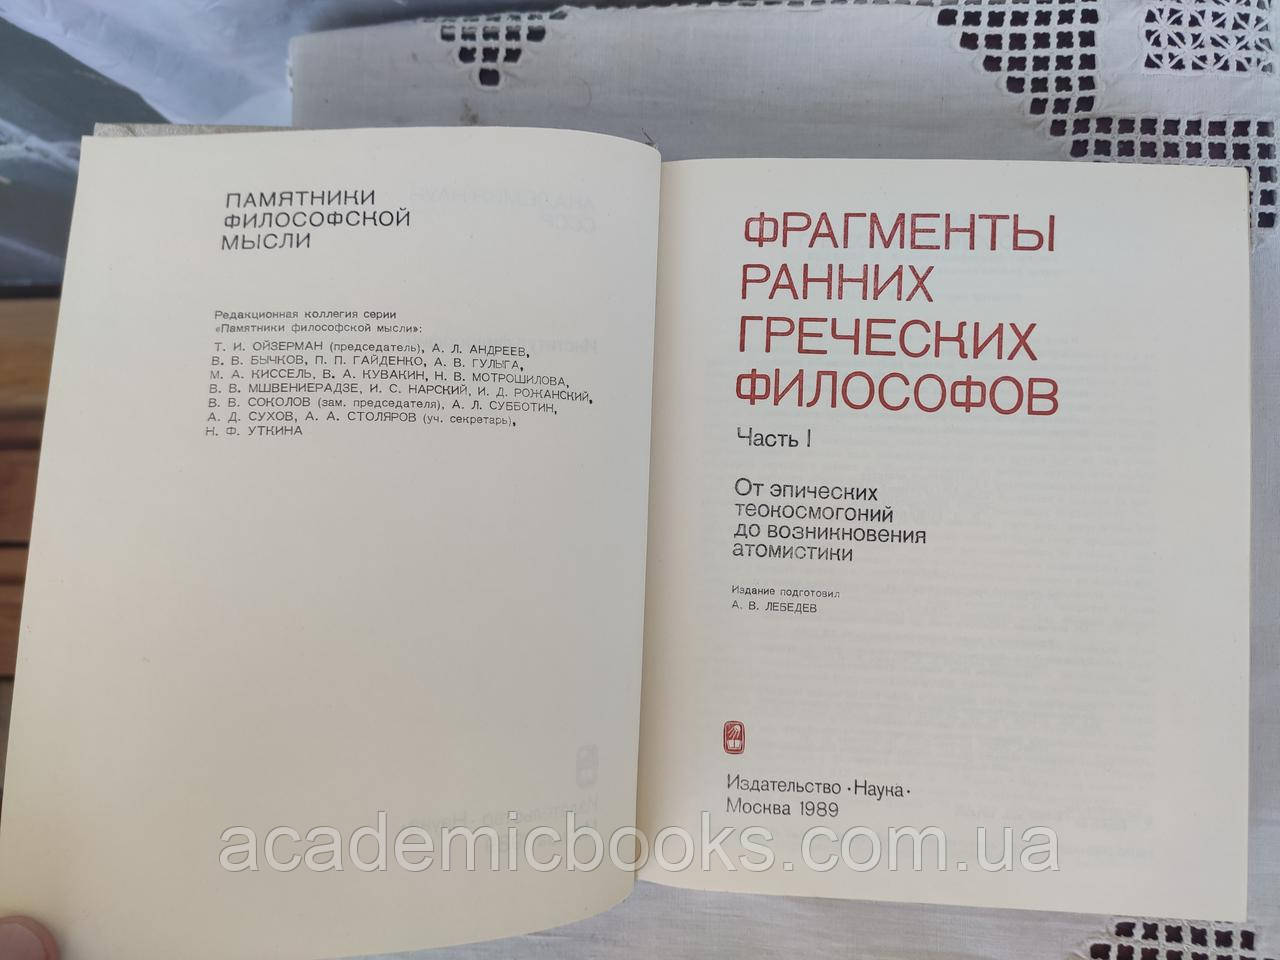 ПАМЯТНИКИ
ФИЛОСОФСКОЙ
МЫСЛИ
Редакционная коллегия серии
«Памятники философской мысли»:
Т. И. ОЙЗЕРМАН (председатель), А. Л. АНДРЕЕВ,
В. В. БЫЧКОВ, П. П. ГАЙДЕНКО, А. В. ГУЛЫГА,
М. А. КИССЕЛЬ, В. А. КУВАКИН, Н. В. МОТРОШИЛОВА,
В. В. МШВЕНИЕРАДЗЕ, И. С. НАРСКИЙ, И. Д. РОЖАНСКИЙ,
В. В. СОКОЛОВ (зам. председателя), А. Л. СУББОТИН,
А. Д. СУХОВ, А. А. СТОЛЯРОВ (уч. секретарь),
Н. Ф. УТКИНА
ФРАГМЕНТЫ
РАННИХ
ГРЕЧЕСКИХ
ФИЛОСОФОВ
Часть I
От эпических
теокосмогоний
до возникновения
атомистики
Издание подготовил
А. В. ЛЕБЕДЕВ
Издательство «Наука»
Москва 1989
academicbooks.com.ua